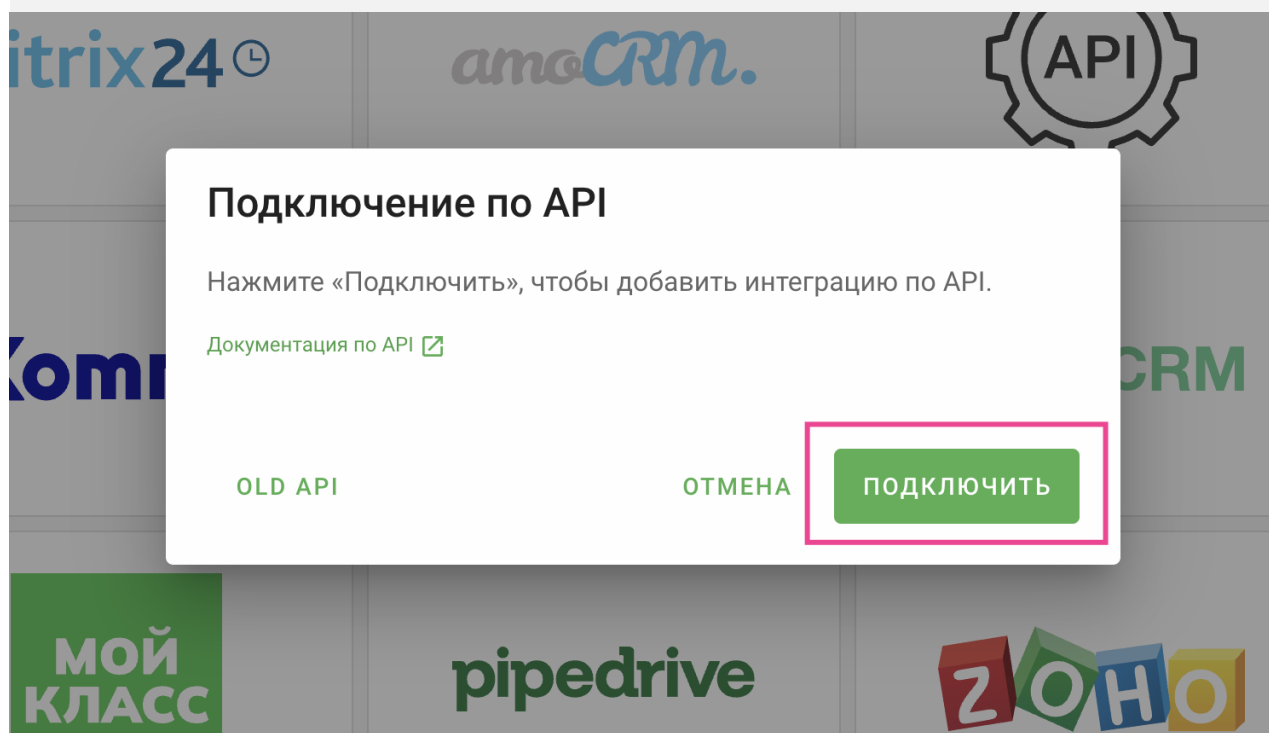 itrix24
amoCRM.
API
Подключение по API
Нажмите «Подключить», чтобы добавить интеграцию по API.
Документация по API
Komm
CRM
OLD API
ОТМЕНА
ПОДКЛЮЧИТЬ
МОЙ
КЛАСС
pipedrive
ZOHO